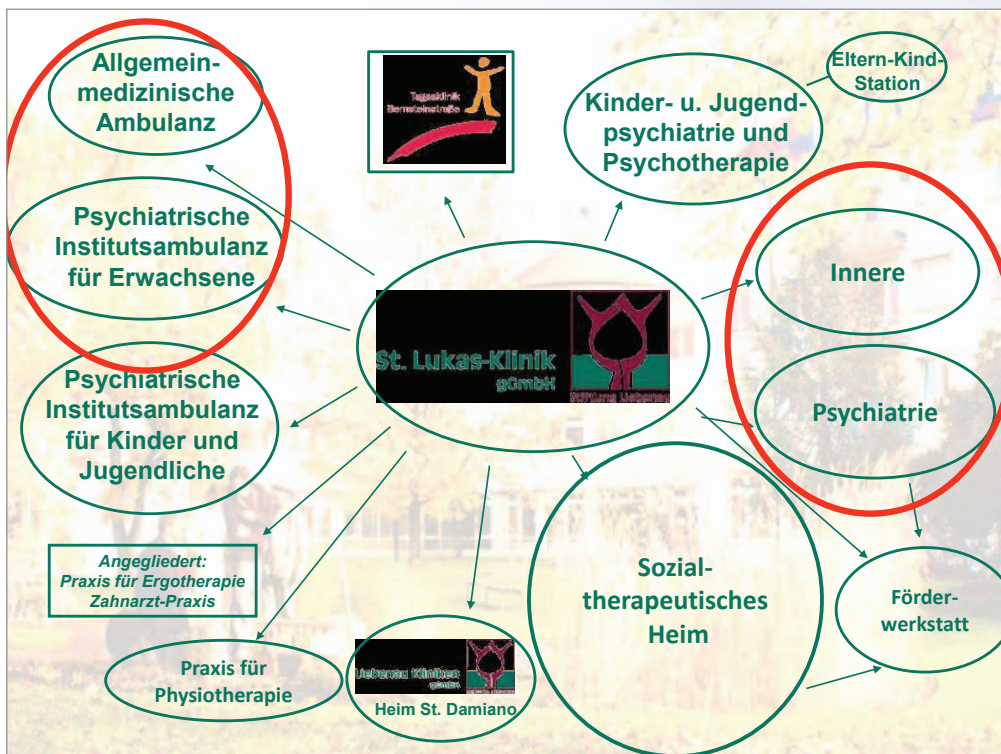 Allgemein-
medizinische
Ambulanz
Tagesklinik
Bernsteinstraße
Kinder- u. Jugend-
psychiatrie und
Psychotherapie
Eltern-Kind-
Station
Psychiatrische
Institutsambulanz
für Erwachsene
Innere
St. Lukas-Klinik
gGmbH
Stiftung Liebenau
Psychiatrische
Institutsambulanz
für Kinder und
Jugendliche
Psychiatrie
Angegliedert:
Praxis für Ergotherapie
Zahnarzt-Praxis
Sozial-
therapeutisches
Heim
Förder-
werkstatt
Praxis für
Physiotherapie
Liebenau Kliniken
gGmbH
Heim St. Damiano